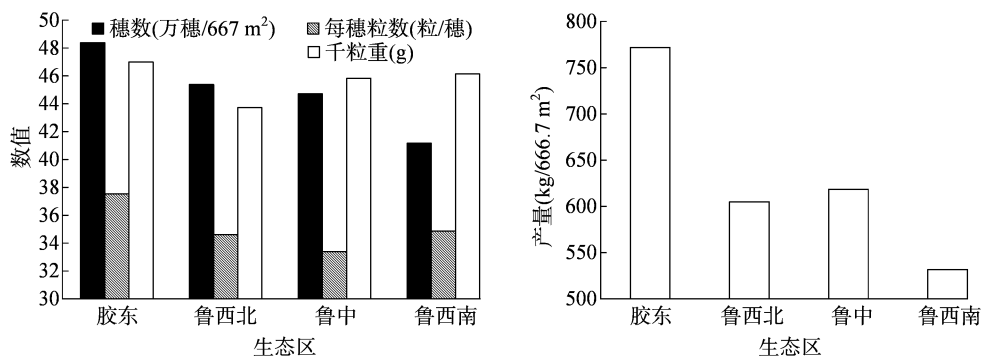 穗数(万穗/667 m²) 每穗粒数(粒/穗)
千粒重(g)
数值
50
48
46
44
42
40
38
36
34
32
30
胶东 鲁西北 鲁中 鲁西南
生态区
产量(kg/666.7 m²)
800
750
700
650
600
550
500
胶东 鲁西北 鲁中 鲁西南
生态区